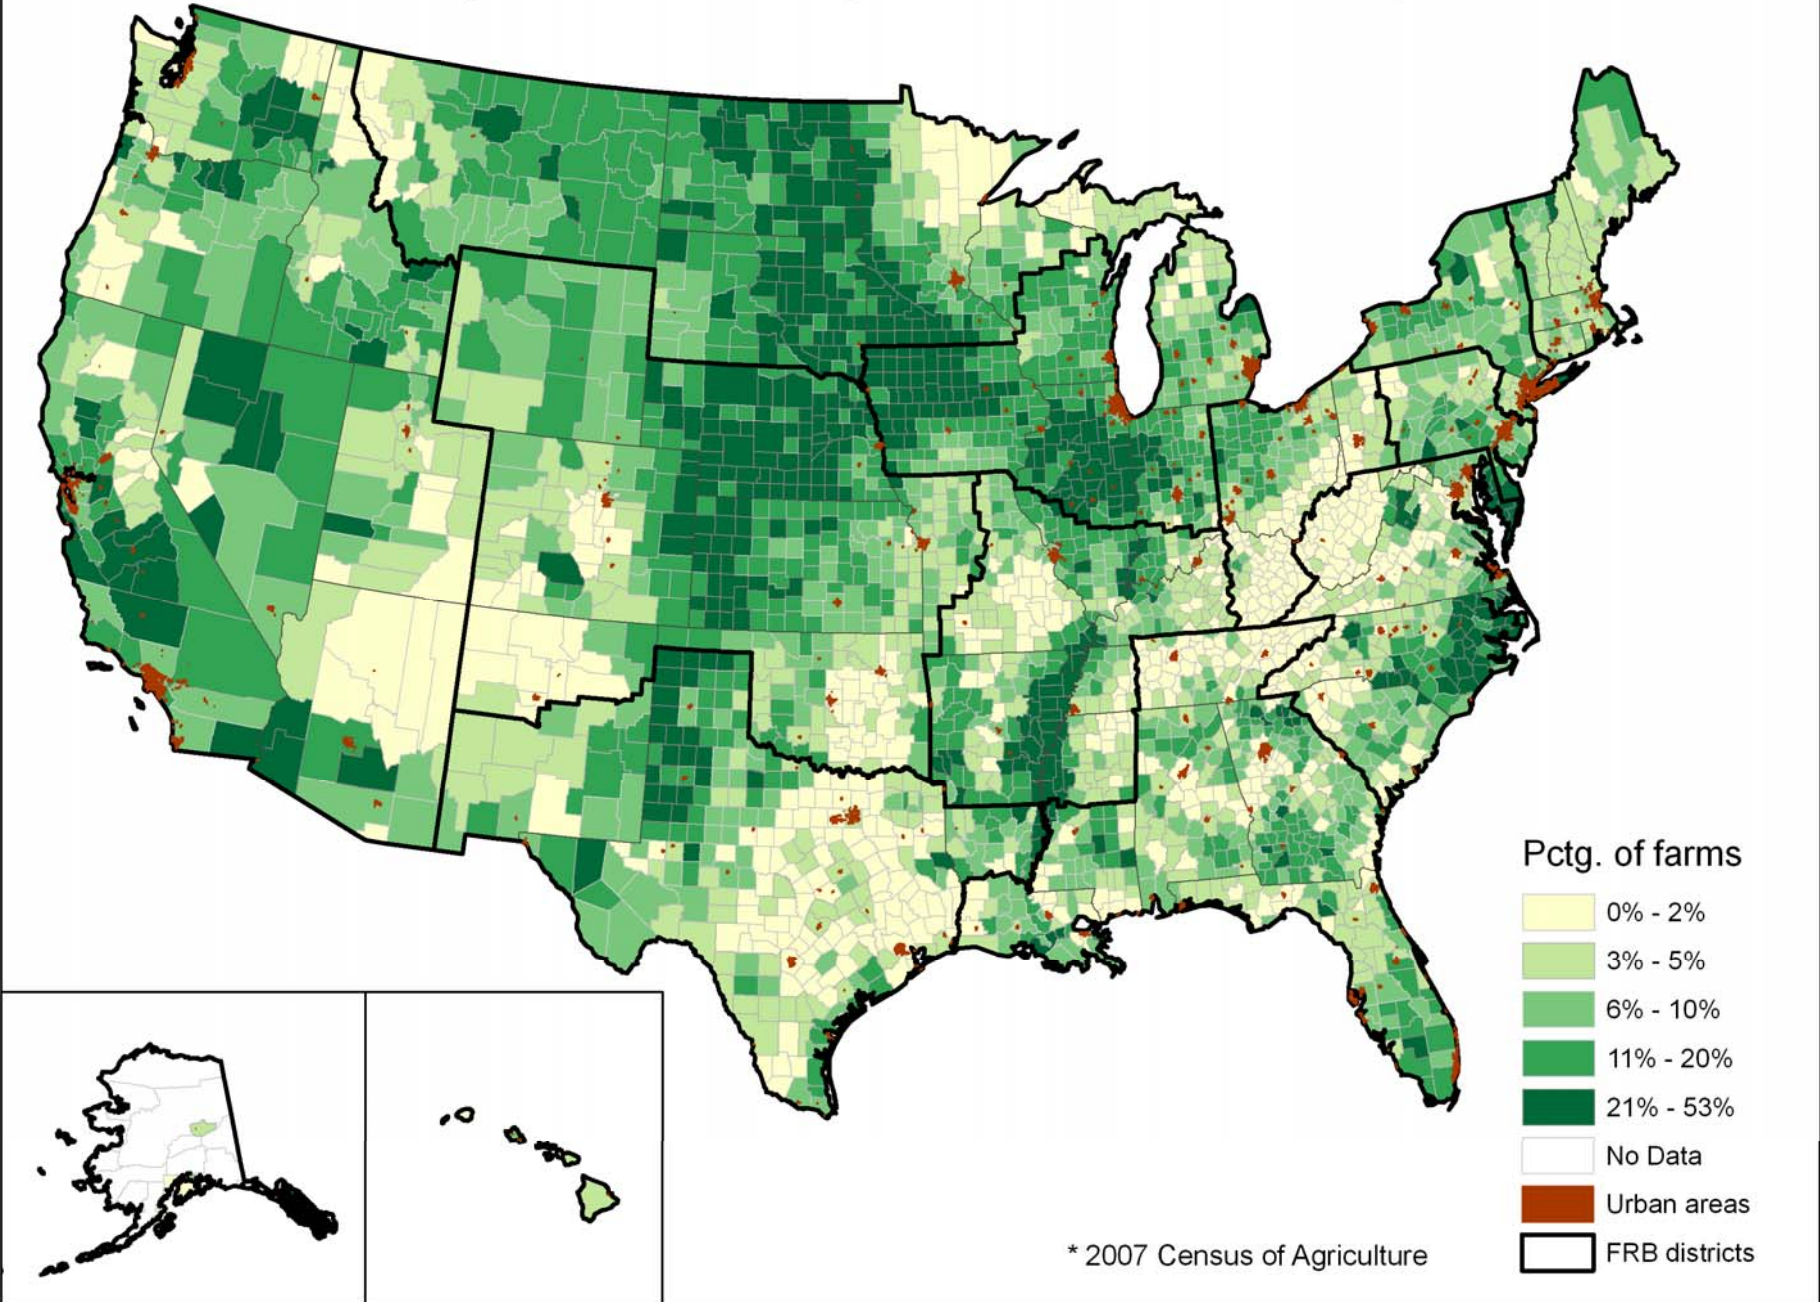 Pctg. of farms
0% - 2%
3% - 5%
6% - 10%
11% - 20%
21% - 53%
No Data
Urban areas
FRB districts
* 2007 Census of Agriculture